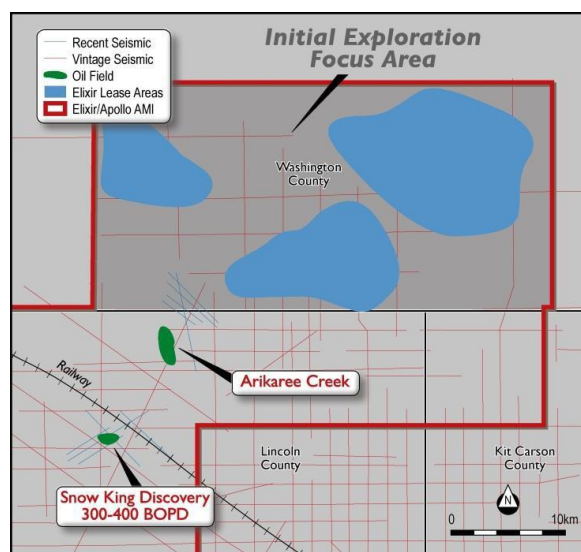 Recent Seismic
Vintage Seismic
Oil Field
Elixir Lease Areas
Elixir/Apollo AMI
Initial Exploration
Focus Area
Washington
County
Arikaree Creek
Railway
Snow King Discovery
300-400 BOPD
Lincoln
County
Kit Carson
County
N
0 10km